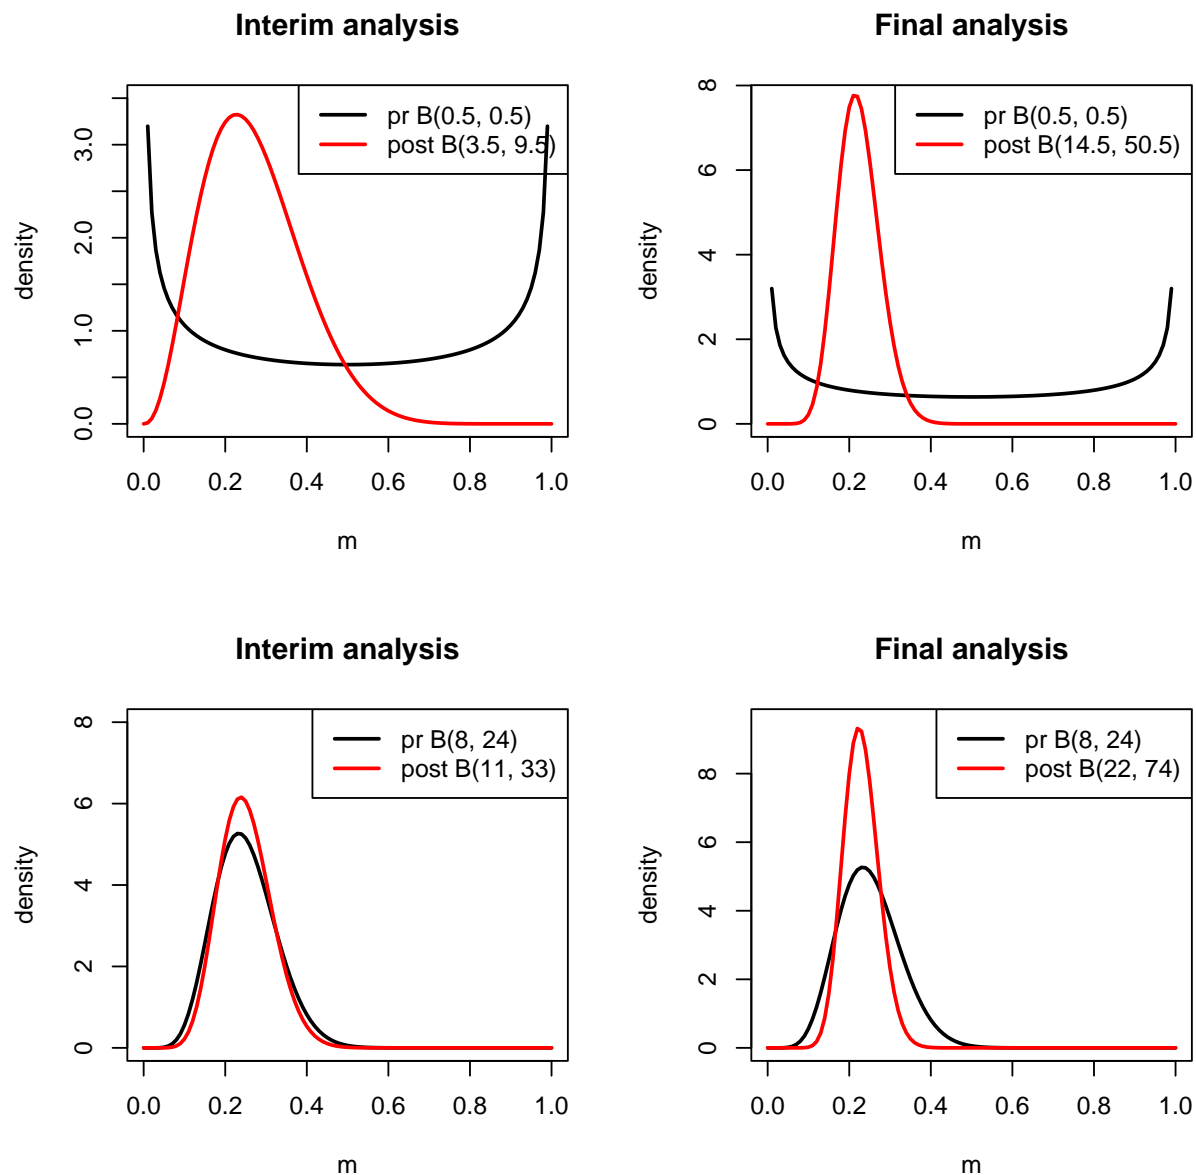 Interim analysis
pr B(0.5, 0.5)
post B(3.5, 9.5)
density
0.0
1.0
2.0
3.0
0.0 0.2 0.4 0.6 0.8 1.0
m
Final analysis
pr B(0.5, 0.5)
post B(14.5, 50.5)
density
0
2
4
6
8
0.0 0.2 0.4 0.6 0.8 1.0
m
Interim analysis
pr B(8, 24)
post B(11, 33)
density
0
2
4
6
8
0.0 0.2 0.4 0.6 0.8 1.0
m
Final analysis
pr B(8, 24)
post B(22, 74)
density
0
2
4
6
8
0.0 0.2 0.4 0.6 0.8 1.0
m